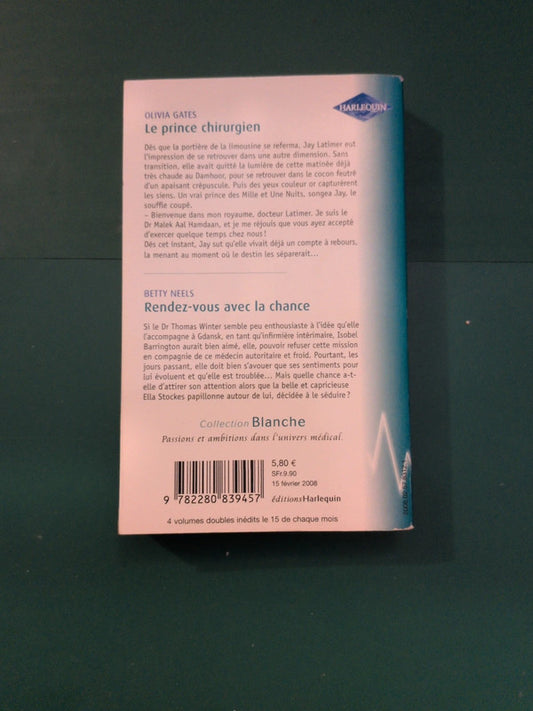 HARLEQUIN
OLIVIA GATES
Le prince chirurgien
Dès que la portière de la limousine se referma, Jay Latimer eut
l'impression de se retrouver dans une autre dimension. Sans
transition, elle avait quitté la lumière de cette matinée déjà
très chaude au Damhoor, pour se retrouver dans le cocon feutré
d'un apaisant crépuscule. Puis des yeux couleur or capturèrent
les siens. Un vrai prince des Mille et Une Nuits, songea Jay, le
souffle coupé.
– Bienvenue dans mon royaume, docteur Latimer. Je suis le
Dr Malek Aal Hamdaan, et je me réjouis que vous ayez accepté
d'exercer quelque temps chez nous !
Dès cet instant, Jay sut qu'elle vivait déjà un compte à rebours,
la menant au moment où le destin les séparerait...
BETTY NEELS
Rendez-vous avec la chance
Si le Dr Thomas Winter semble peu enthousiaste à l'idée qu'elle
l'accompagne à Gdansk, en tant qu'infirmière intérimaire, Isobel
Barrington aurait bien aimé, elle, pouvoir refuser cette mission
en compagnie de ce médecin autoritaire et froid. Pourtant, les
jours passant, elle doit bien s'avouer que ses sentiments pour
lui évoluent et qu'elle est troublée... Mais quelle chance a-t-
elle d'attirer son attention alors que la belle et capricieuse
Ella Stockes papillonne autour de lui, décidée à le séduire ?
Collection Blanche
Passions et ambitions dans l'univers médical.
5,80 €
SFr.9.90
15 février 2008
9 782280 839457
éditions Harlequin
4 volumes doubles inédits le 15 de chaque mois